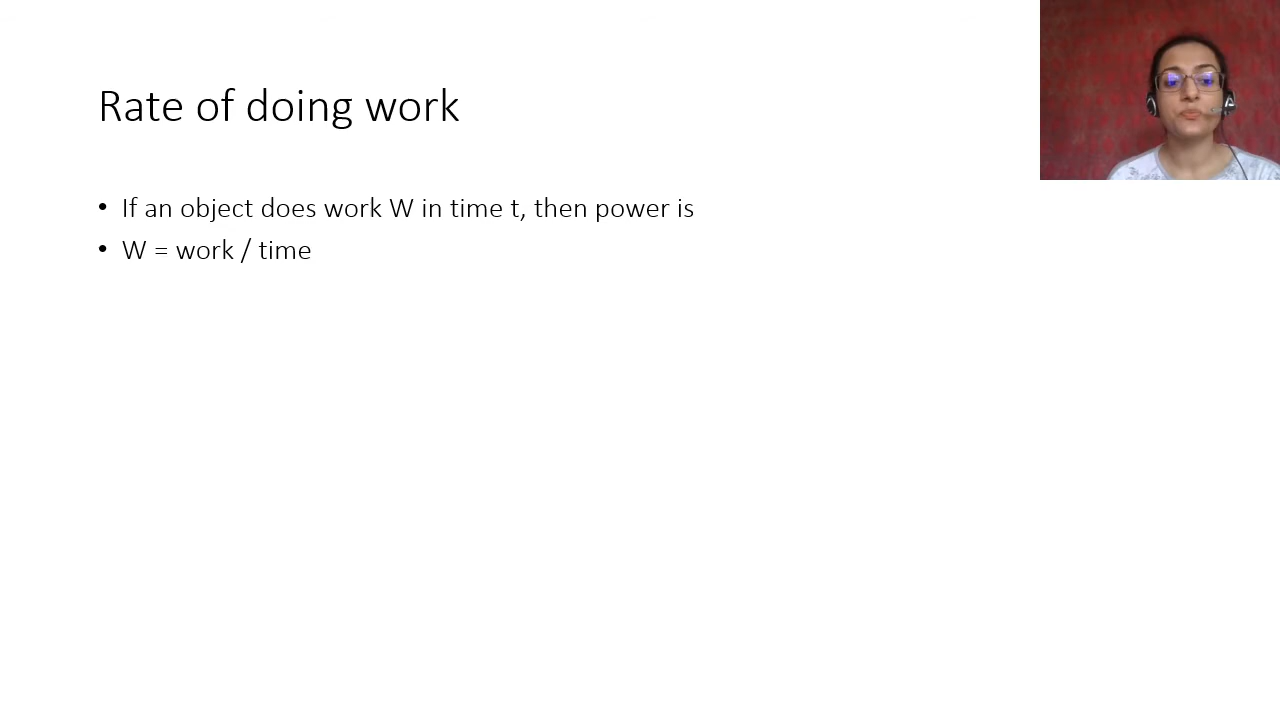 Rate of doing work
• If an object does work W in time t, then power is
• W = work / time